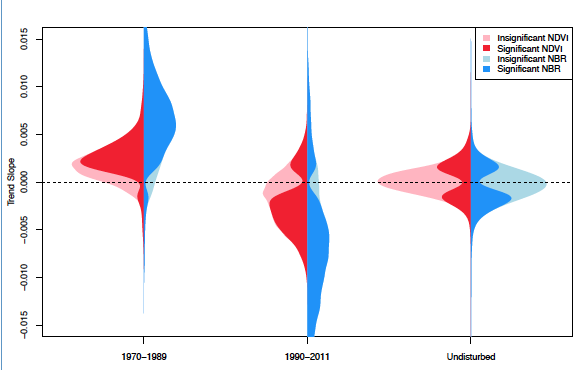 Insignificant NDVI
Significant NDVI
Insignificant NBR
Significant NBR
Trend Slope
0.015
0.010
0.005
0.000
−0.005
−0.010
−0.015
1970−1989
1990−2011
Undisturbed